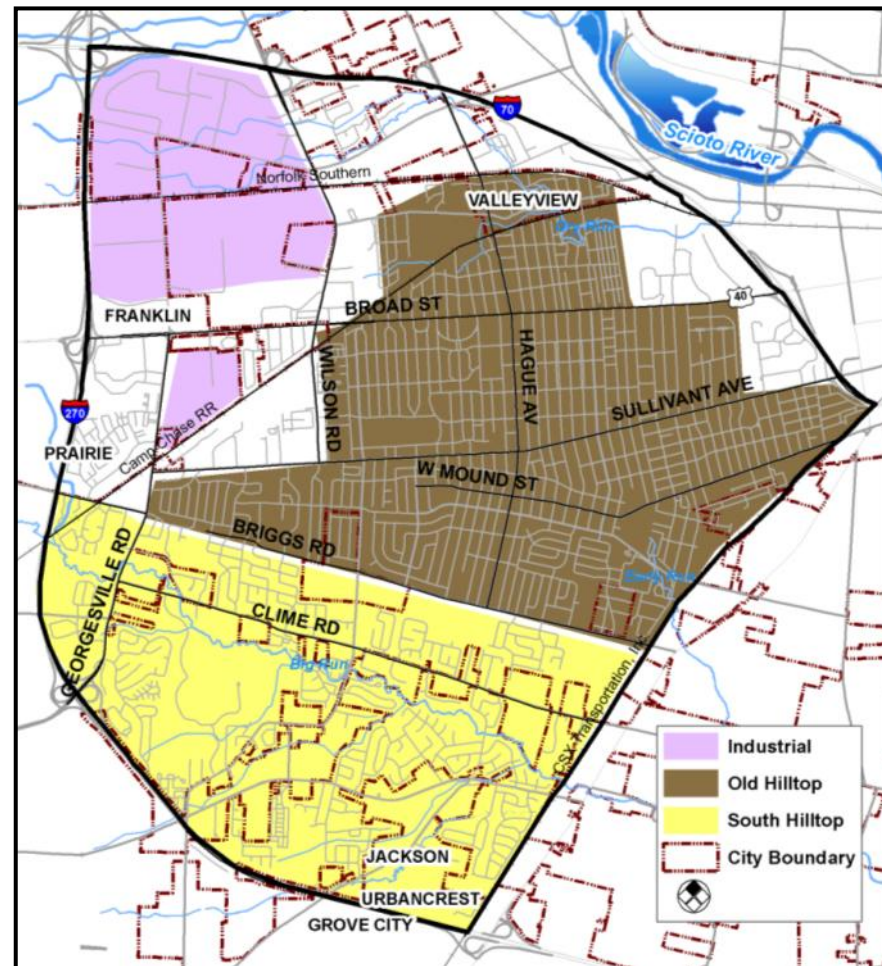 70
Scioto River
Norfolk Southern
VALLEYVIEW
Dry Run
40
FRANKLIN
BROAD ST
WILSON RD
HAGUE AV
SULLIVANT AVE
270
Camp Chase RR
PRAIRIE
W MOUND ST
BRIGGS RD
GEORGESVILLE RD
CLIME RD
Big Run
CSX Transportation, Inc
Industrial
Old Hilltop
South Hilltop
City Boundary
JACKSON
URBANCREST
GROVE CITY